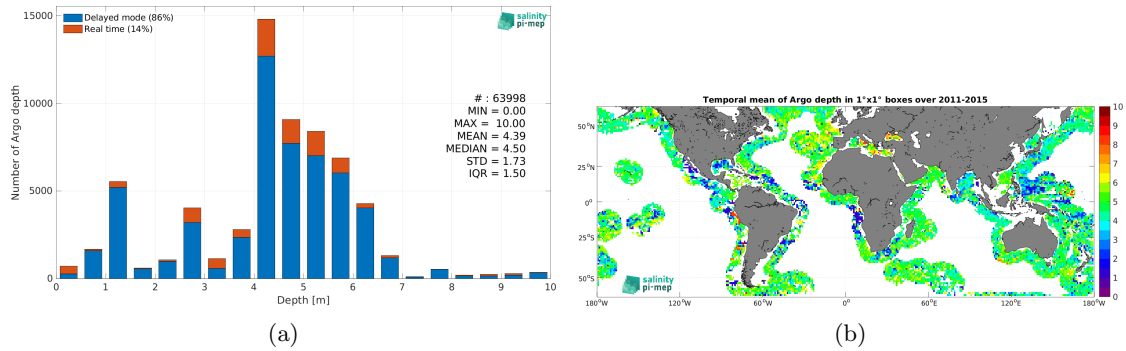 15000
10000
5000
0
Number of Argo depth
Delayed mode (86%)
Real time (14%)
salinity
pi-mep
# : 63998
MIN = 0.00
MAX = 10.00
MEAN = 4.39
MEDIAN = 4.50
STD = 1.73
IQR = 1.50
0 1 2 3 4 5 6 7 8 9 10
Depth [m]
(a)
Temporal mean of Argo depth in 1°x1° boxes over 2011-2015
50°N
25°N
0°
25°S
50°S
180°W 120°W 60°W 0° 60°E 120°E 180°E
salinity
pi-mep
10
9
8
7
6
5
4
3
2
1
0
(b)